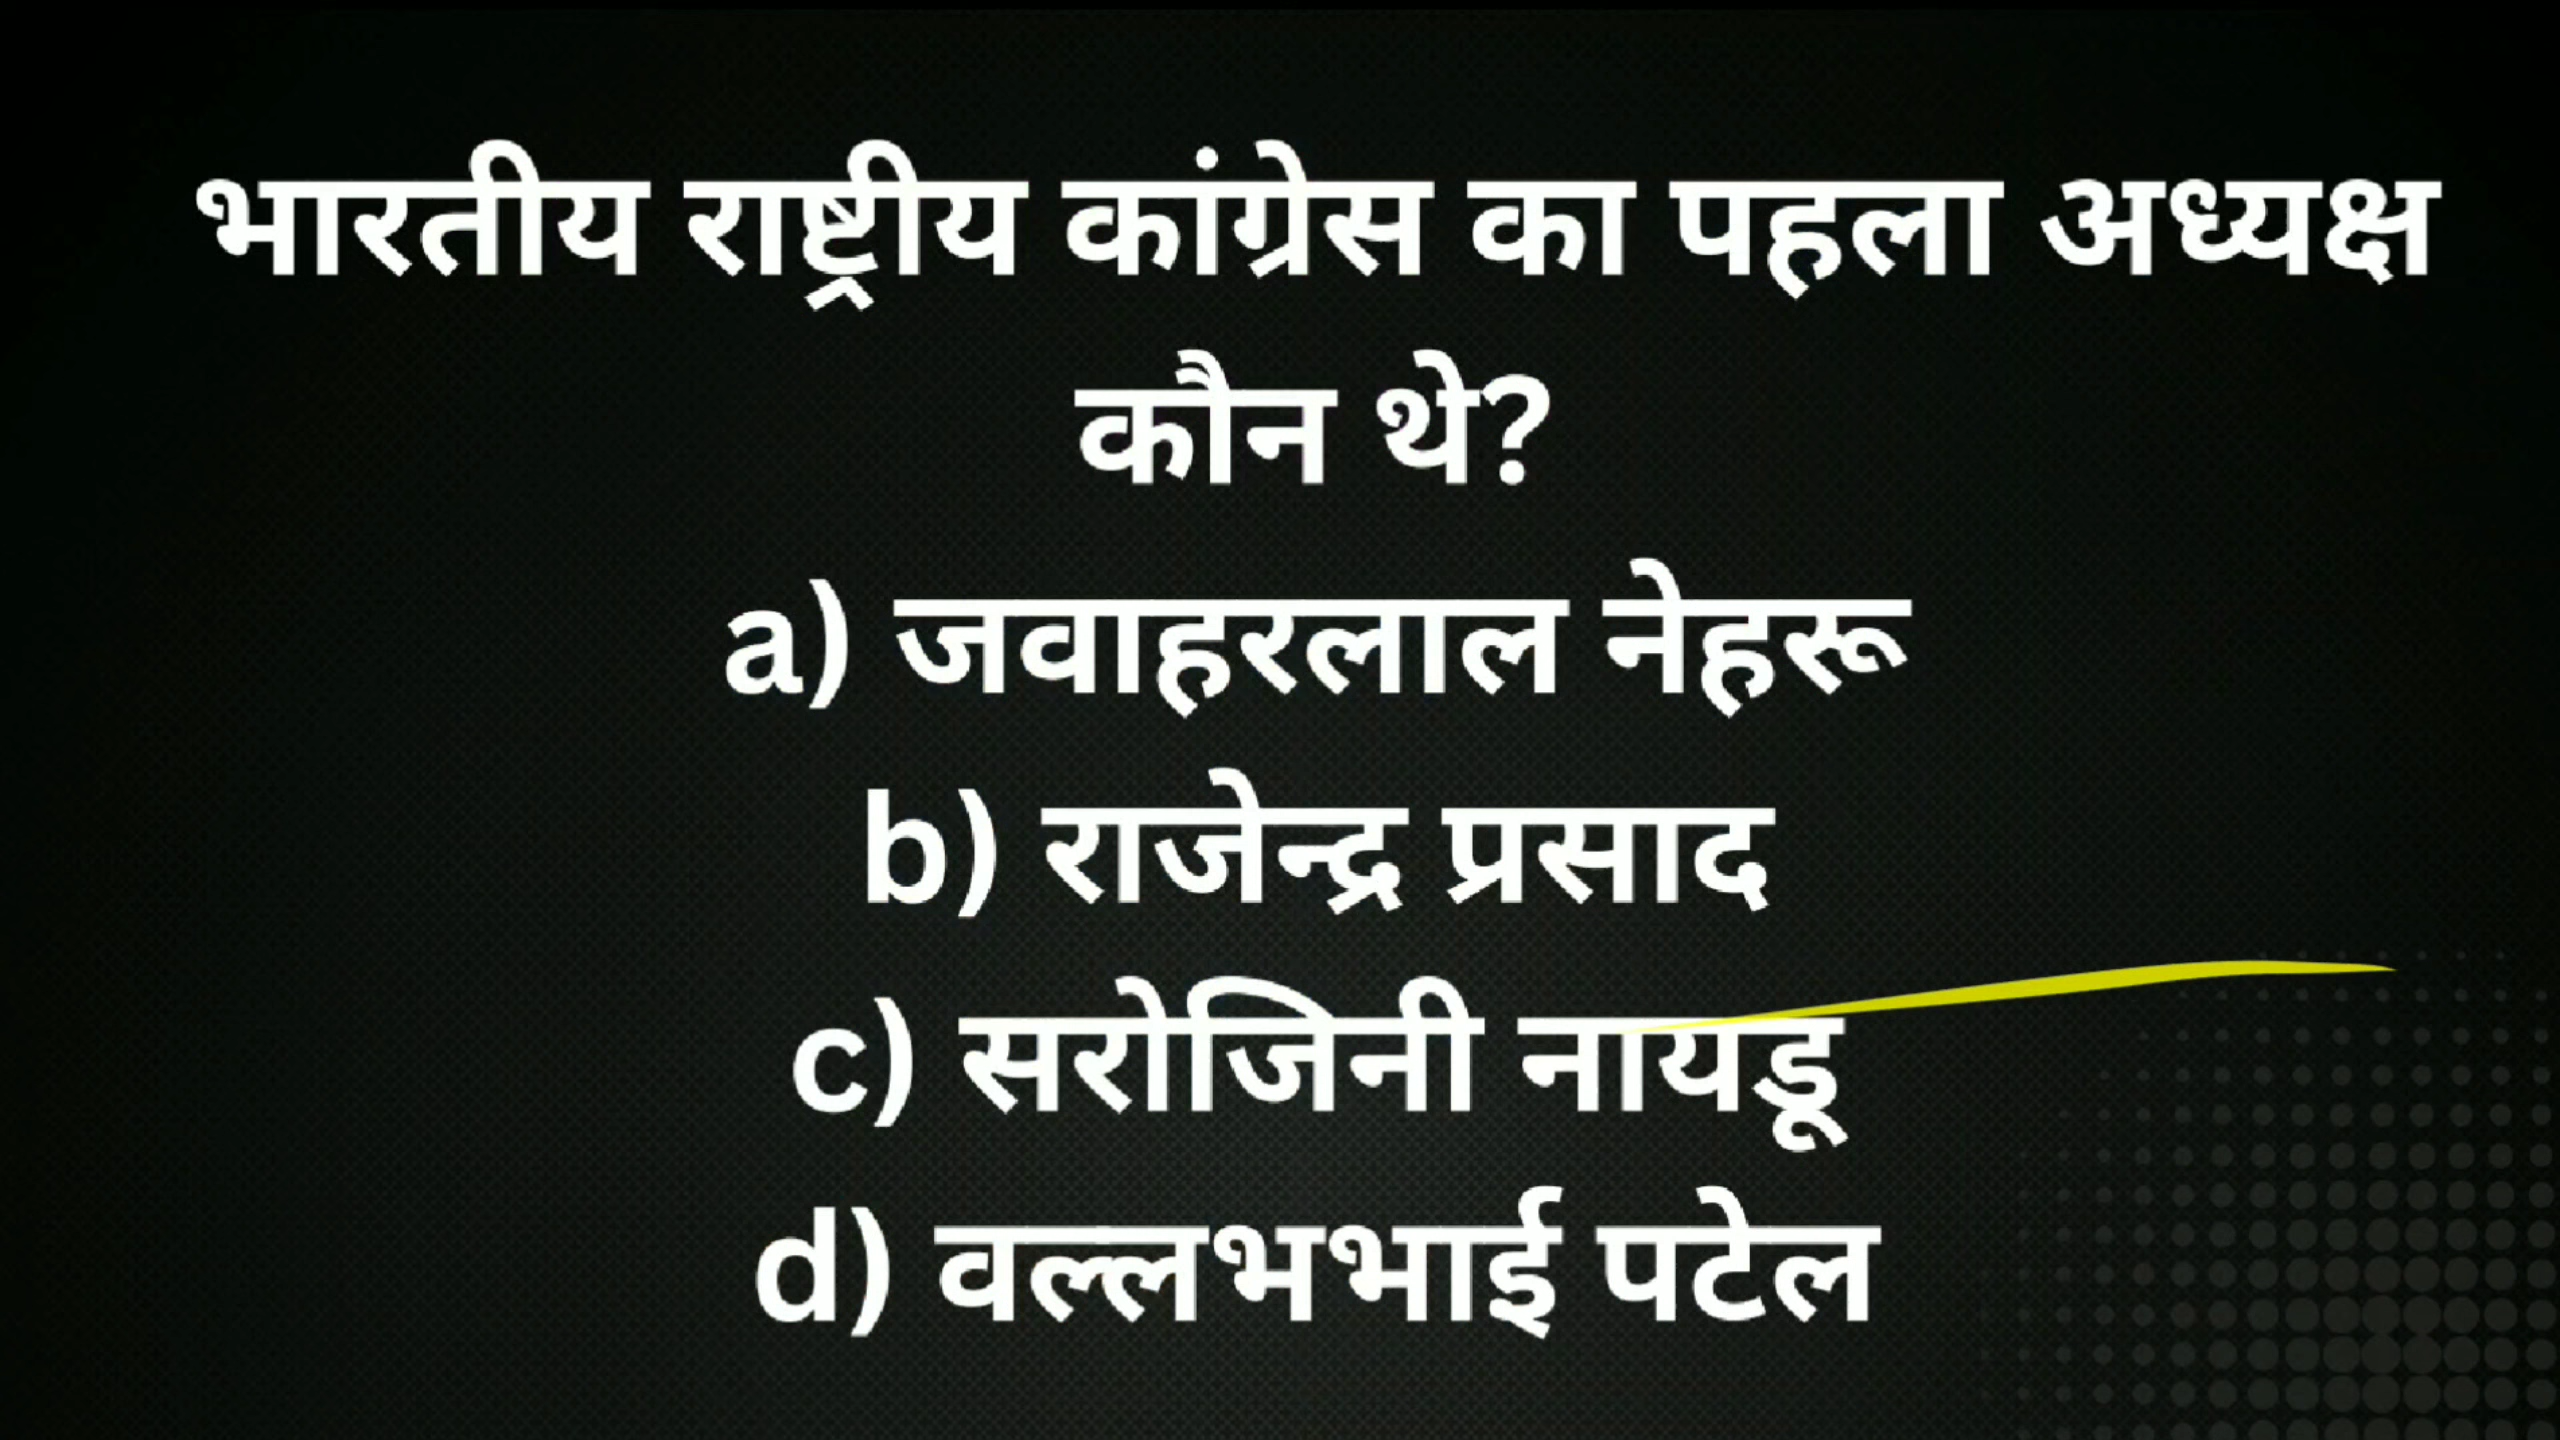 भारतीय राष्ट्रीय कांग्रेस का पहला अध्यक्ष
कौन थे?
a) जवाहरलाल नेहरू
b) राजेन्द्र प्रसाद
c) सरोजिनी नायडू
d) वल्लभभाई पटेल